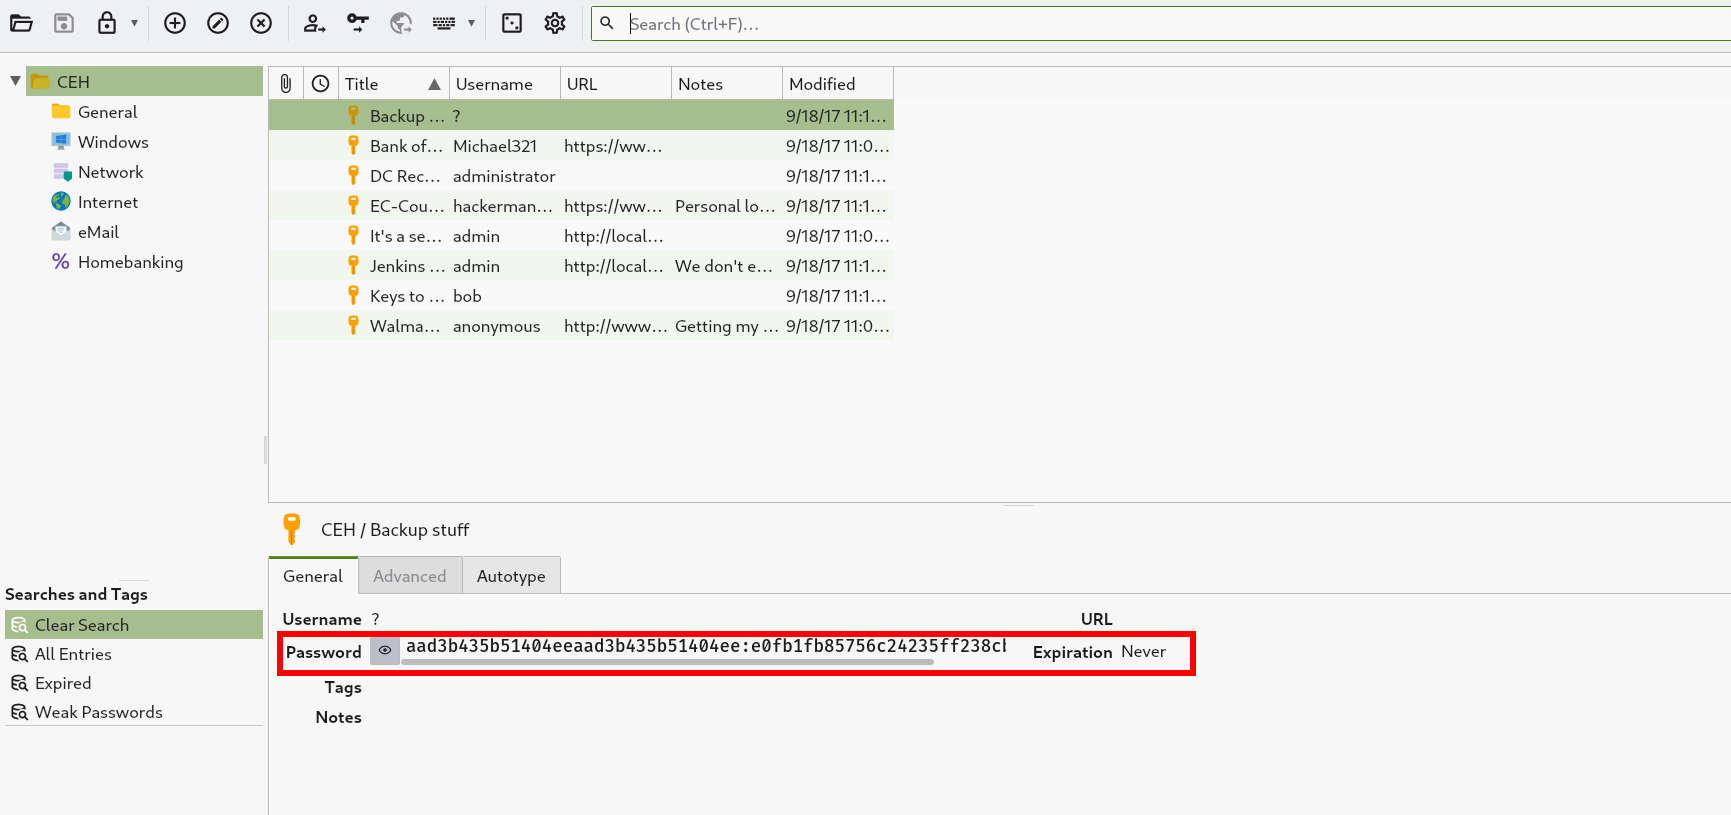 Search (Ctrl+F)...
CEH
General
Windows
Network
Internet
eMail
Homebanking
Title Username URL Notes Modified
Backup ... ? 9/18/17 11:1...
Bank of... Michael321 https://ww... 9/18/17 11:0...
DC Rec... administrator 9/18/17 11:1...
EC-Cou... hackerman... https://ww... Personal lo... 9/18/17 11:1...
It's a se... admin http://local... 9/18/17 11:0...
Jenkins ... admin http://local... We don't e... 9/18/17 11:1...
Keys to ... bob 9/18/17 11:1...
Walma... anonymous http://www... Getting my ... 9/18/17 11:0...
Searches and Tags
Clear Search
All Entries
Expired
Weak Passwords
CEH / Backup stuff
General Advanced Autotype
Username ? URL
Password aad3b435b51404eeaad3b435b51404ee:e0fb1fb85756c24235ff238c Expiration Never
Tags
Notes